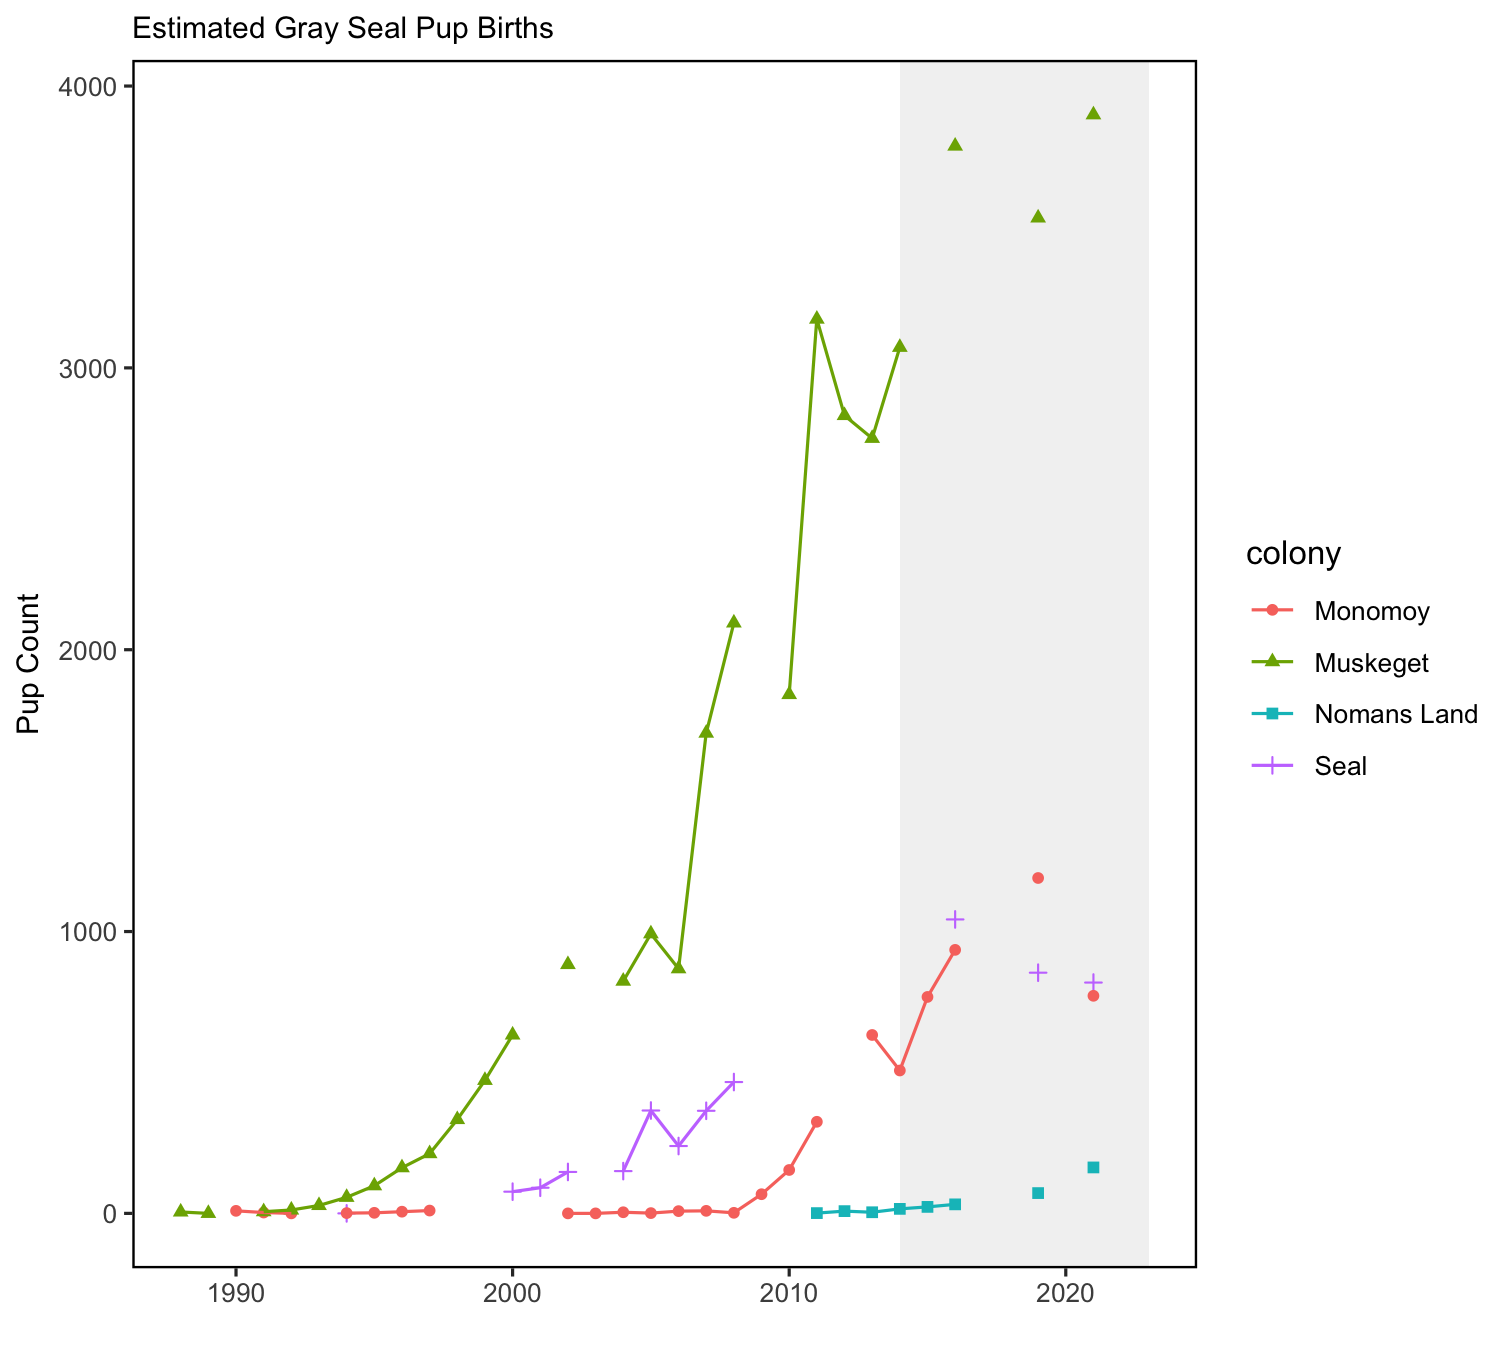 Estimated Gray Seal Pup Births
4000
3000
2000
1000
0
Pup Count
1990
2000
2010
2020
colony
Monomoy
Muskeget
Nomans Land
Seal